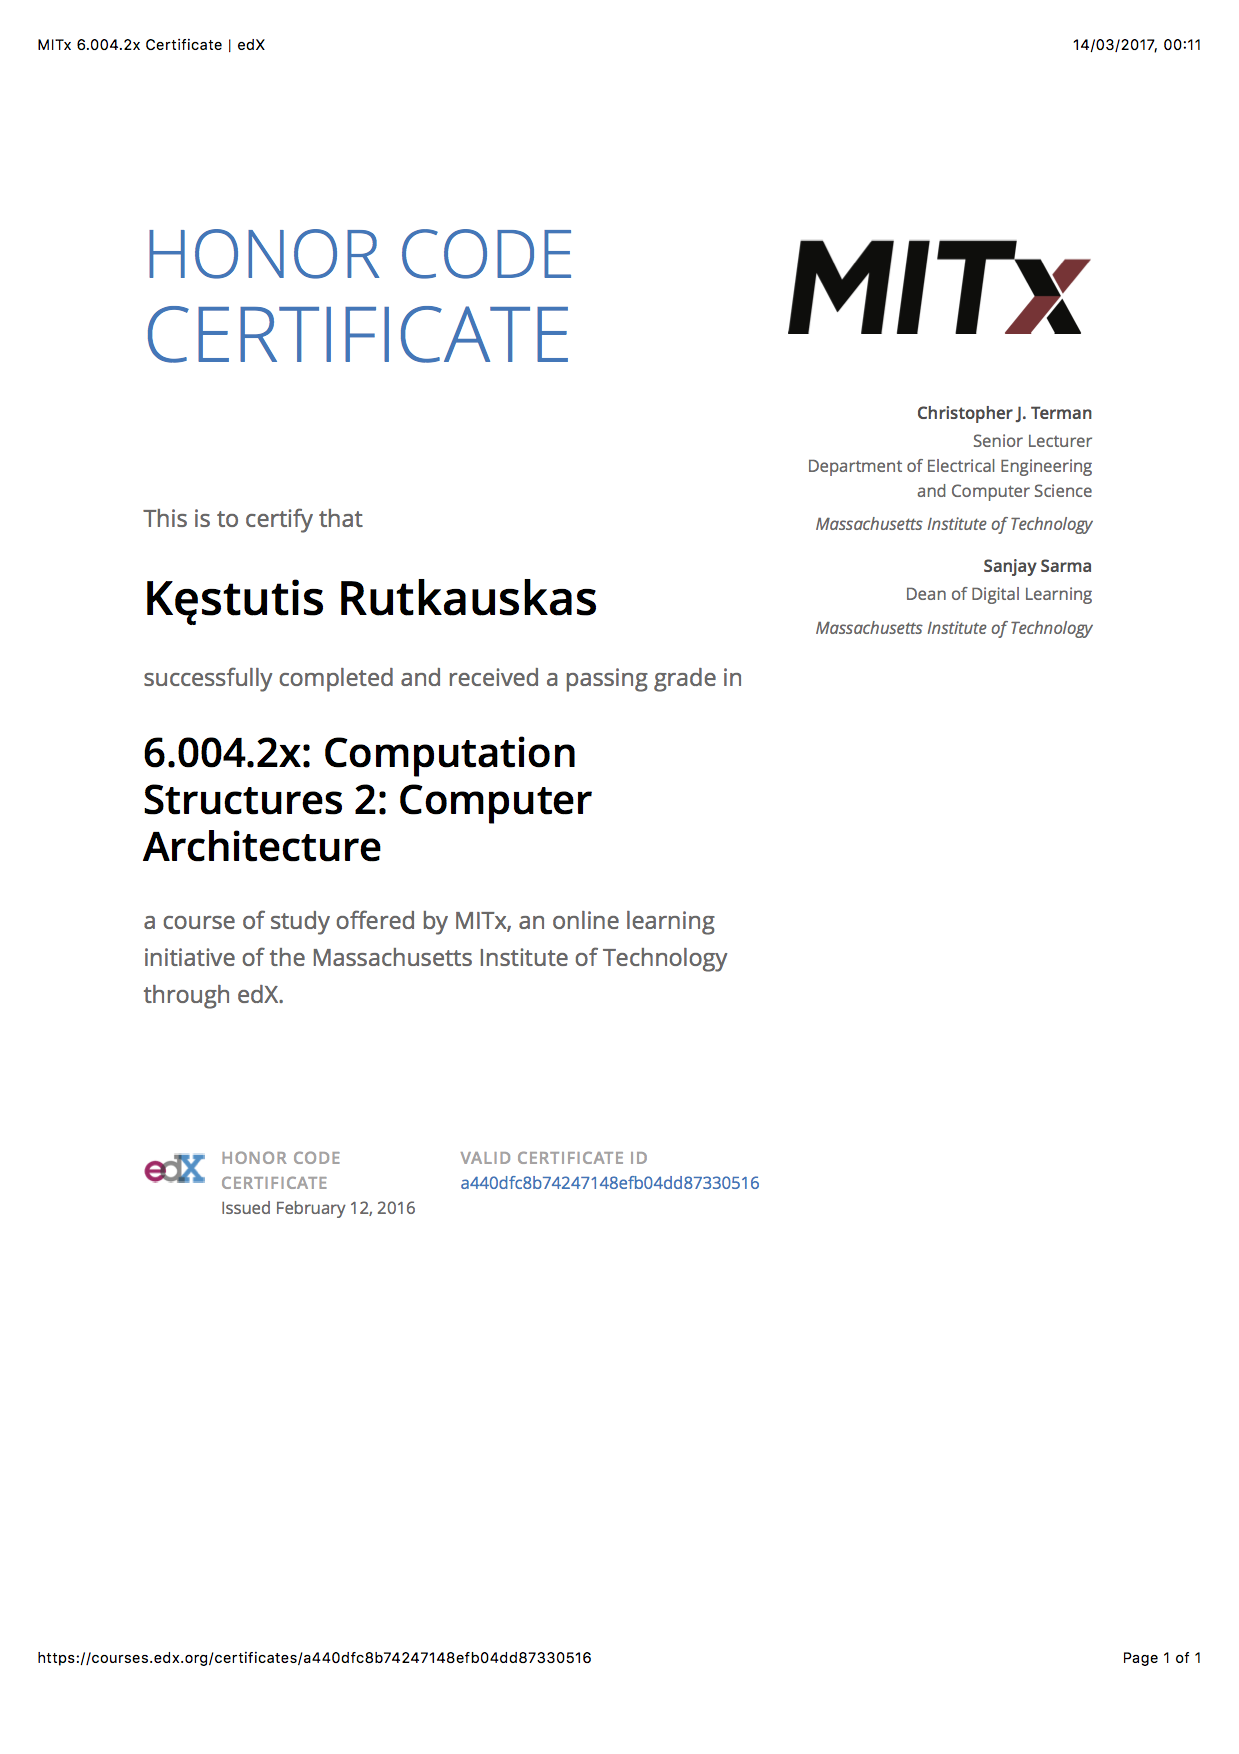 MITx 6.004.2x Certificate | edX
14/03/2017, 00:11
HONOR CODE
CERTIFICATE
MITx
Christopher J. Terman
Senior Lecturer
Department of Electrical Engineering
and Computer Science
Massachusetts Institute of Technology
Sanjay Sarma
Dean of Digital Learning
Massachusetts Institute of Technology
This is to certify that
Kęstutis Rutkauskas
successfully completed and received a passing grade in
6.004.2x: Computation
Structures 2: Computer
Architecture
a course of study offered by MITx, an online learning
initiative of the Massachusetts Institute of Technology
through edX.
edX
HONOR CODE
CERTIFICATE
Issued February 12, 2016
VALID CERTIFICATE ID
a440dfc8b74247148efb04dd87330516
https://courses.edx.org/certificates/a440dfc8b74247148efb04dd87330516
Page 1 of 1